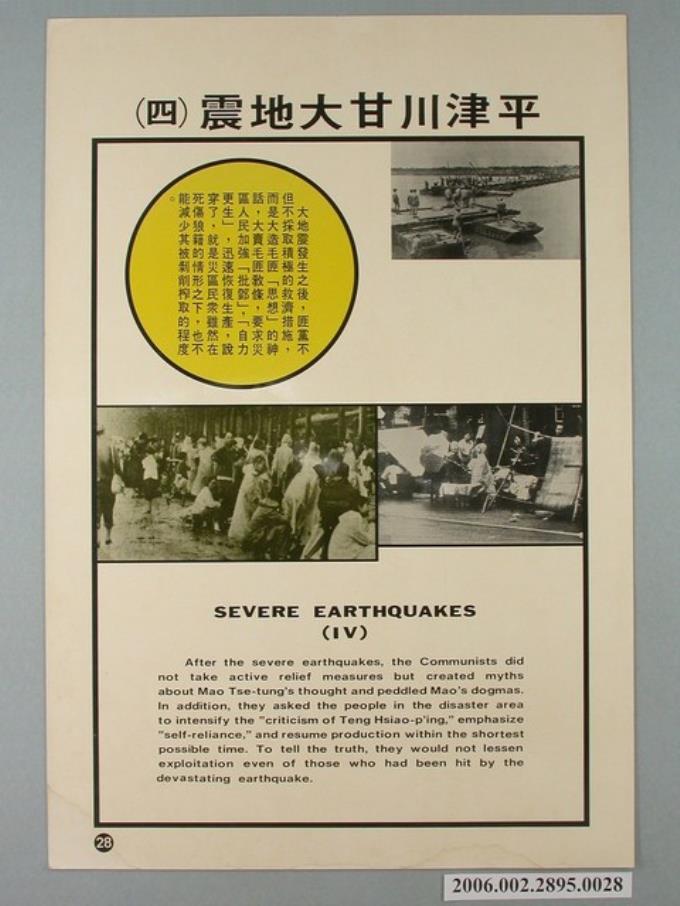 平津川甘大地震(四)
大地震發生之後，匪黨不
但不採取積極的救濟措施，
而是大造毛匪「思想」的神
話，大賣毛匪教條，要求災
區人民加強「批鄧」，「自力
更生」，迅速恢復生產，說
穿了，就是災區民衆雖然在
死傷狼籍的情形之下，也不
能減少其被剝削榨取的程度
。
SEVERE EARTHQUAKES
(IV)
After the severe earthquakes, the Communists did
not take active relief measures but created myths
about Mao Tse-tung's thought and peddled Mao's dogmas.
In addition, they asked the people in the disaster area
to intensify the "criticism of Teng Hsiao-p'ing," emphasize
"self-reliance," and resume production within the shortest
possible time. To tell the truth, they would not lessen
exploitation even of those who had been hit by the
devastating earthquake.
28
2006.002.2895.0028